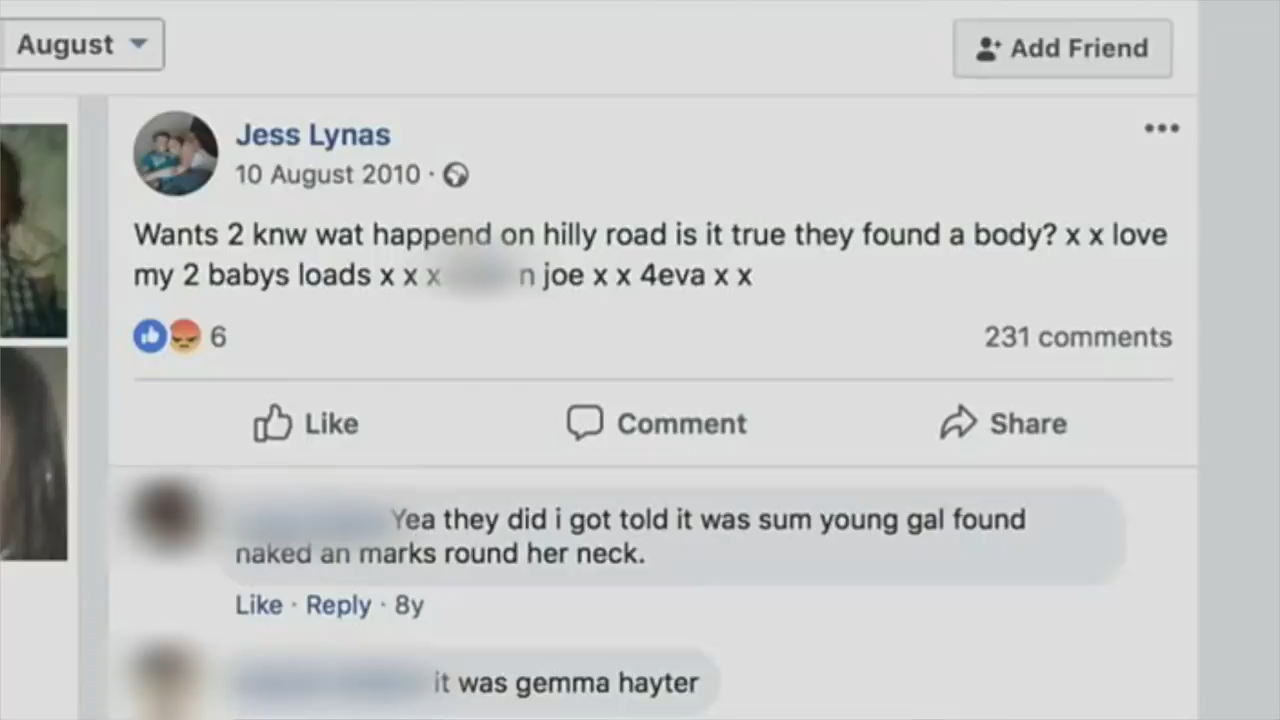 August
Add Friend
Jess Lynas
10 August 2010 ·
Wants 2 knw wat happend on hilly road is it true they found a body? x x love
my 2 babys loads x x x n joe x x 4eva x x
6
231 comments
Like
Comment
Share
Yea they did i got told it was sum young gal found
naked an marks round her neck.
Like · Reply · 8y
it was gemma hayter